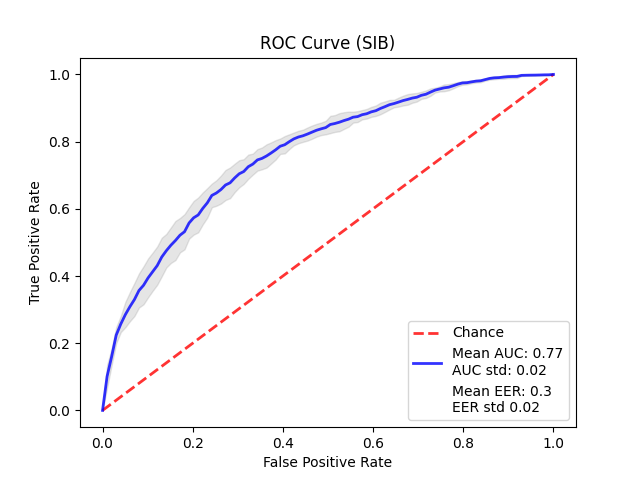 ROC Curve (SIB)
True Positive Rate
1.0
0.8
0.6
0.4
0.2
0.0
0.0 0.2 0.4 0.6 0.8 1.0
False Positive Rate
Chance
Mean AUC: 0.77
AUC std: 0.02
Mean EER: 0.3
EER std 0.02